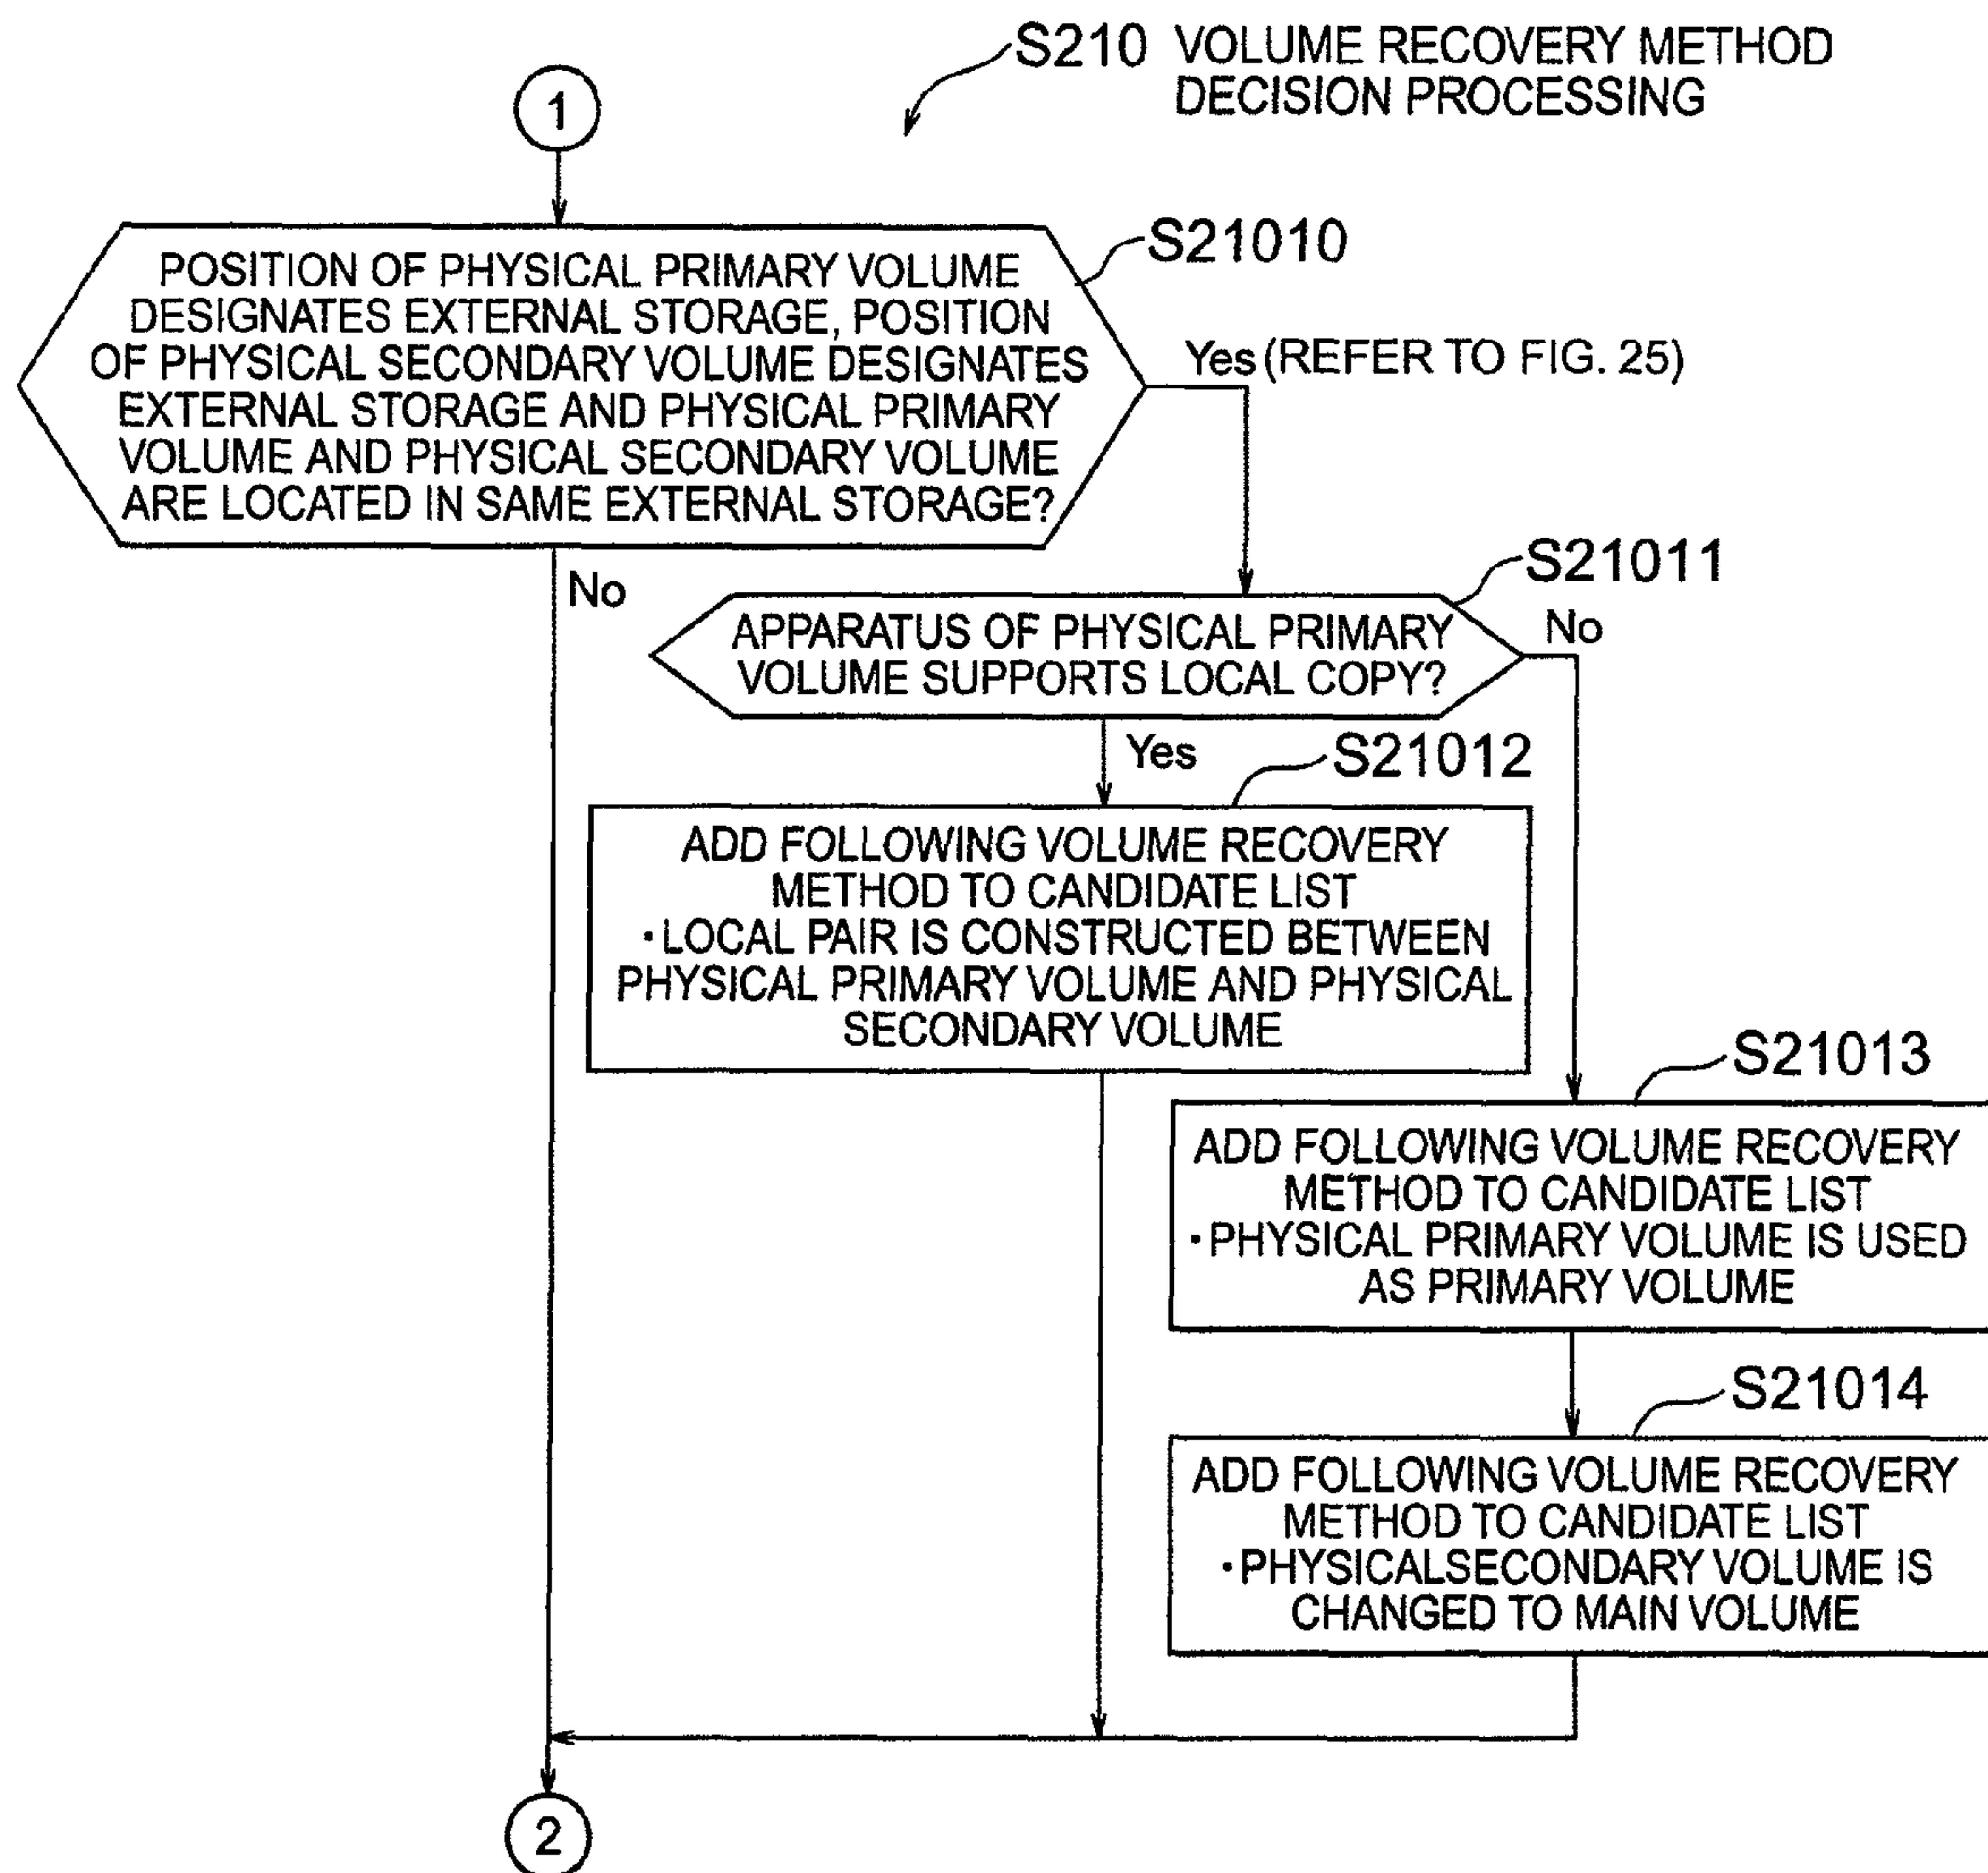 S210 VOLUME RECOVERY METHOD
DECISION PROCESSING
1
S21010
POSITION OF PHYSICAL PRIMARY VOLUME
DESIGNATES EXTERNAL STORAGE, POSITION
OF PHYSICAL SECONDARY VOLUME DESIGNATES
EXTERNAL STORAGE AND PHYSICAL PRIMARY
VOLUME AND PHYSICAL SECONDARY VOLUME
ARE LOCATED IN SAME EXTERNAL STORAGE?
Yes (REFER TO FIG. 25)
No
S21011
APPARATUS OF PHYSICAL PRIMARY
VOLUME SUPPORTS LOCAL COPY?
No
Yes
S21012
ADD FOLLOWING VOLUME RECOVERY
METHOD TO CANDIDATE LIST
・LOCAL PAIR IS CONSTRUCTED BETWEEN
PHYSICAL PRIMARY VOLUME AND PHYSICAL
SECONDARY VOLUME
S21013
ADD FOLLOWING VOLUME RECOVERY
METHOD TO CANDIDATE LIST
・PHYSICAL PRIMARY VOLUME IS USED
AS PRIMARY VOLUME
S21014
ADD FOLLOWING VOLUME RECOVERY
METHOD TO CANDIDATE LIST
・PHYSICALSECONDARY VOLUME IS
CHANGED TO MAIN VOLUME
2